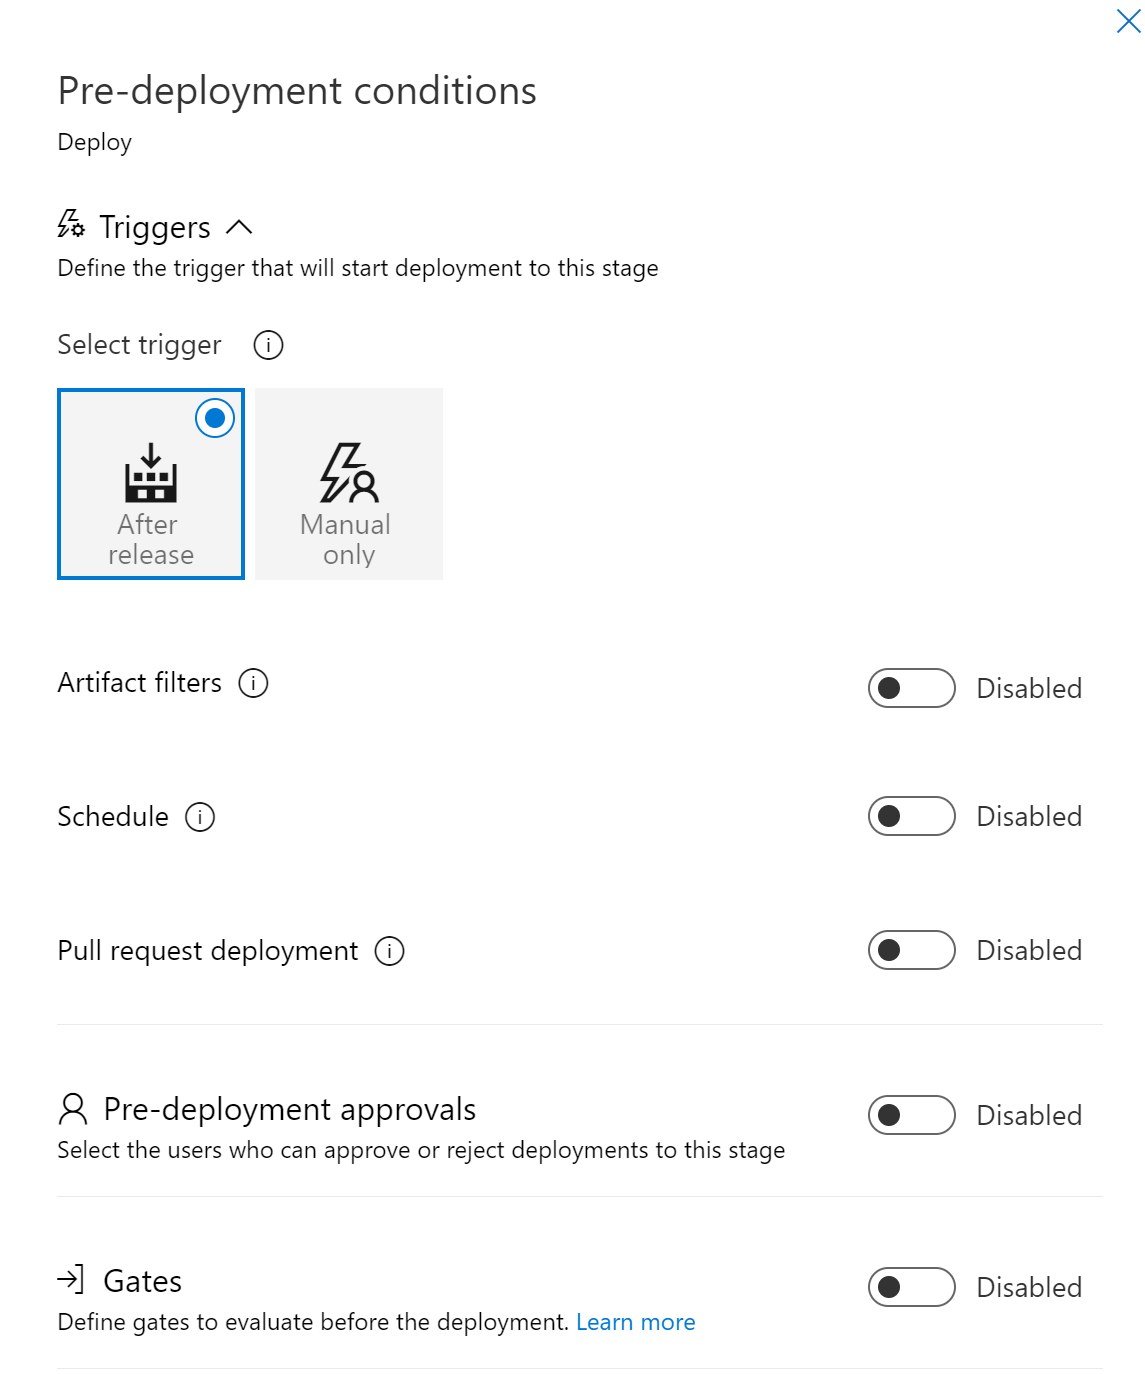 Pre-deployment conditions
Deploy
Triggers
Define the trigger that will start deployment to this stage
Select trigger
After
release
Manual
only
Artifact filters
Disabled
Schedule
Disabled
Pull request deployment
Disabled
Pre-deployment approvals
Disabled
Select the users who can approve or reject deployments to this stage
Gates
Disabled
Define gates to evaluate before the deployment. Learn more